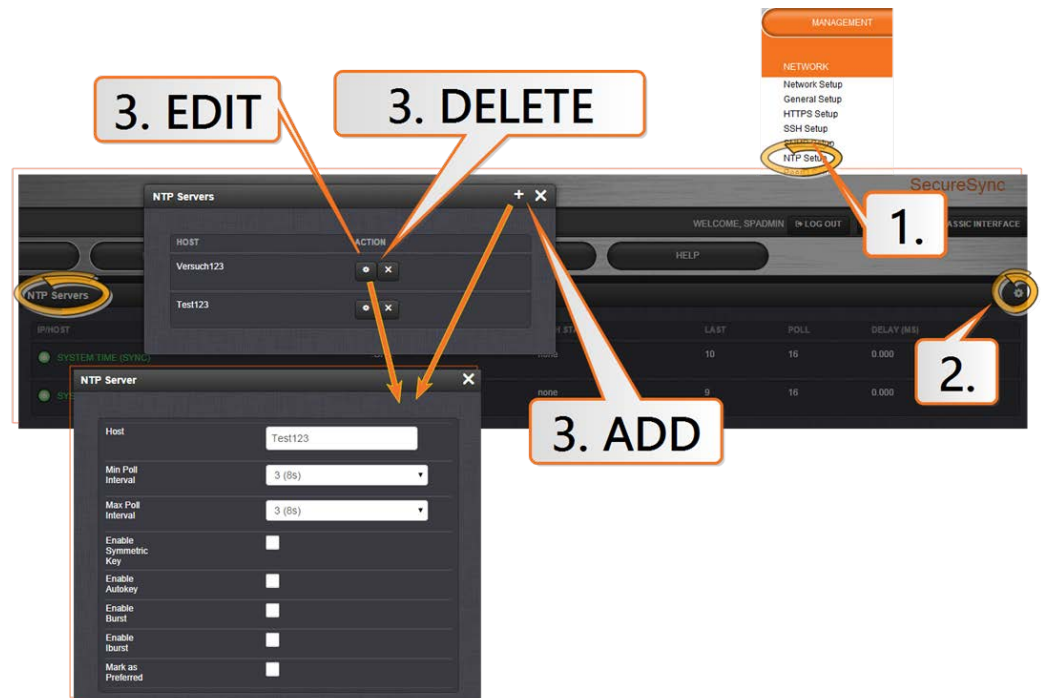 MANAGEMENT
NETWORK
Network Setup
General Setup
HTTPS Setup
SSH Setup
NTP Setup
1.
3. EDIT
3. DELETE
SecureSync
WELCOME, SPADMIN
LOG OUT
ASSIC INTERFACE
HELP
NTP Servers
+ X
HOST
ACTION
Versuch123
X
Test123
X
NTP Servers
2.
IP/HOST
LAST
POLL
DELAY (MS)
SYSTEM TIME (SYNC)
none
10
16
0.000
SYS
none
9
16
0.000
3. ADD
NTP Server
X
Host
Test123
Min Poll
Interval
3 (8s)
Max Poll
Interval
3 (8s)
Enable
Symmetric
Key
Enable
Autokey
Enable
Burst
Enable
Iburst
Mark as
Preferred